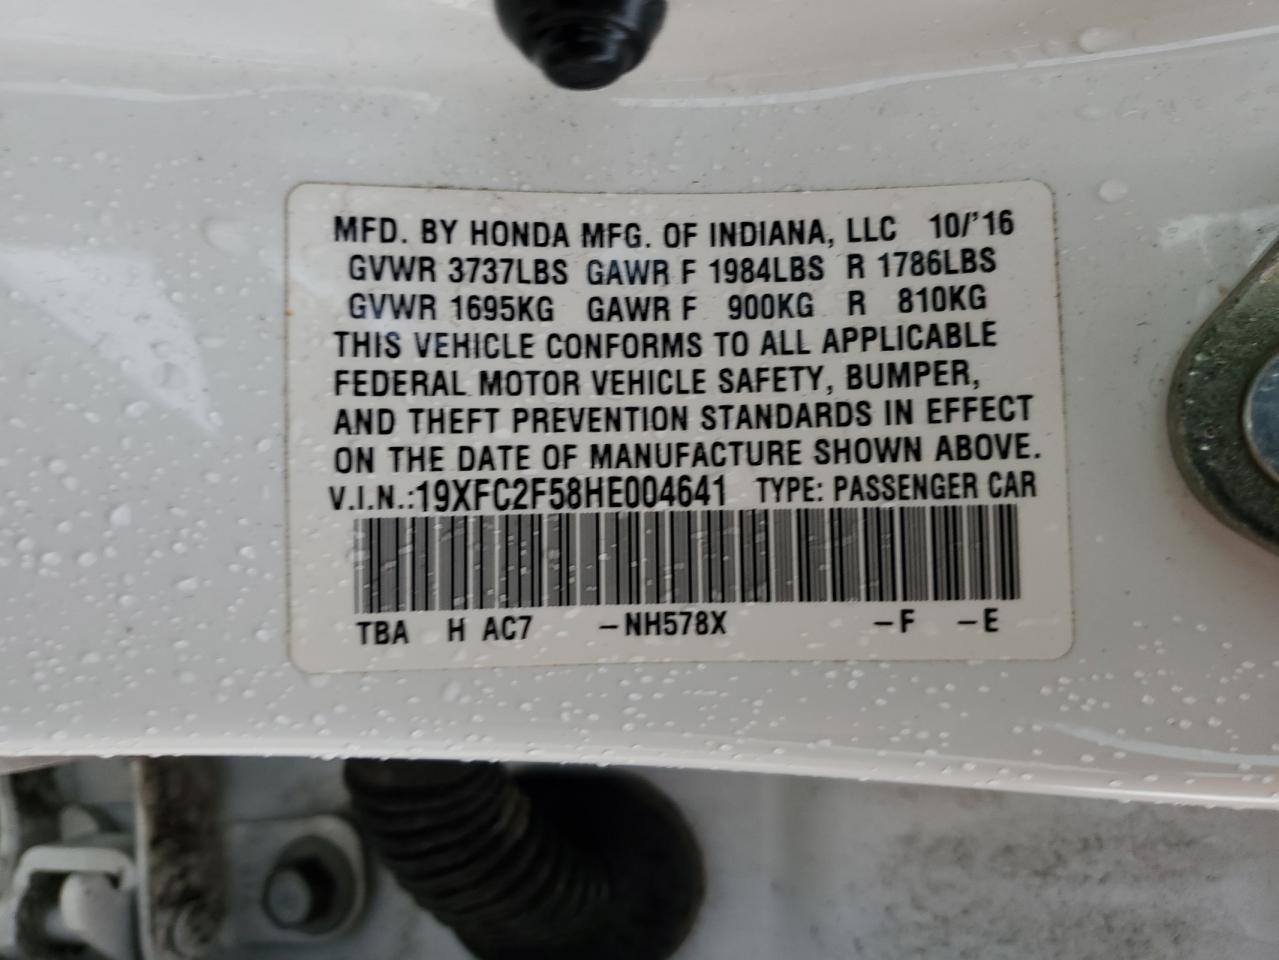 MFD. BY HONDA MFG. OF INDIANA, LLC 10/'16
GVWR 3737LBS GAWR F 1984LBS R 1786LBS
GVWR 1695KG GAWR F 900KG R 810KG
THIS VEHICLE CONFORMS TO ALL APPLICABLE
FEDERAL MOTOR VEHICLE SAFETY, BUMPER,
AND THEFT PREVENTION STANDARDS IN EFFECT
ON THE DATE OF MANUFACTURE SHOWN ABOVE.
V.I.N.:19XFC2F58HE004641 TYPE: PASSENGER CAR
TBA H AC7 –NH578X –F –E